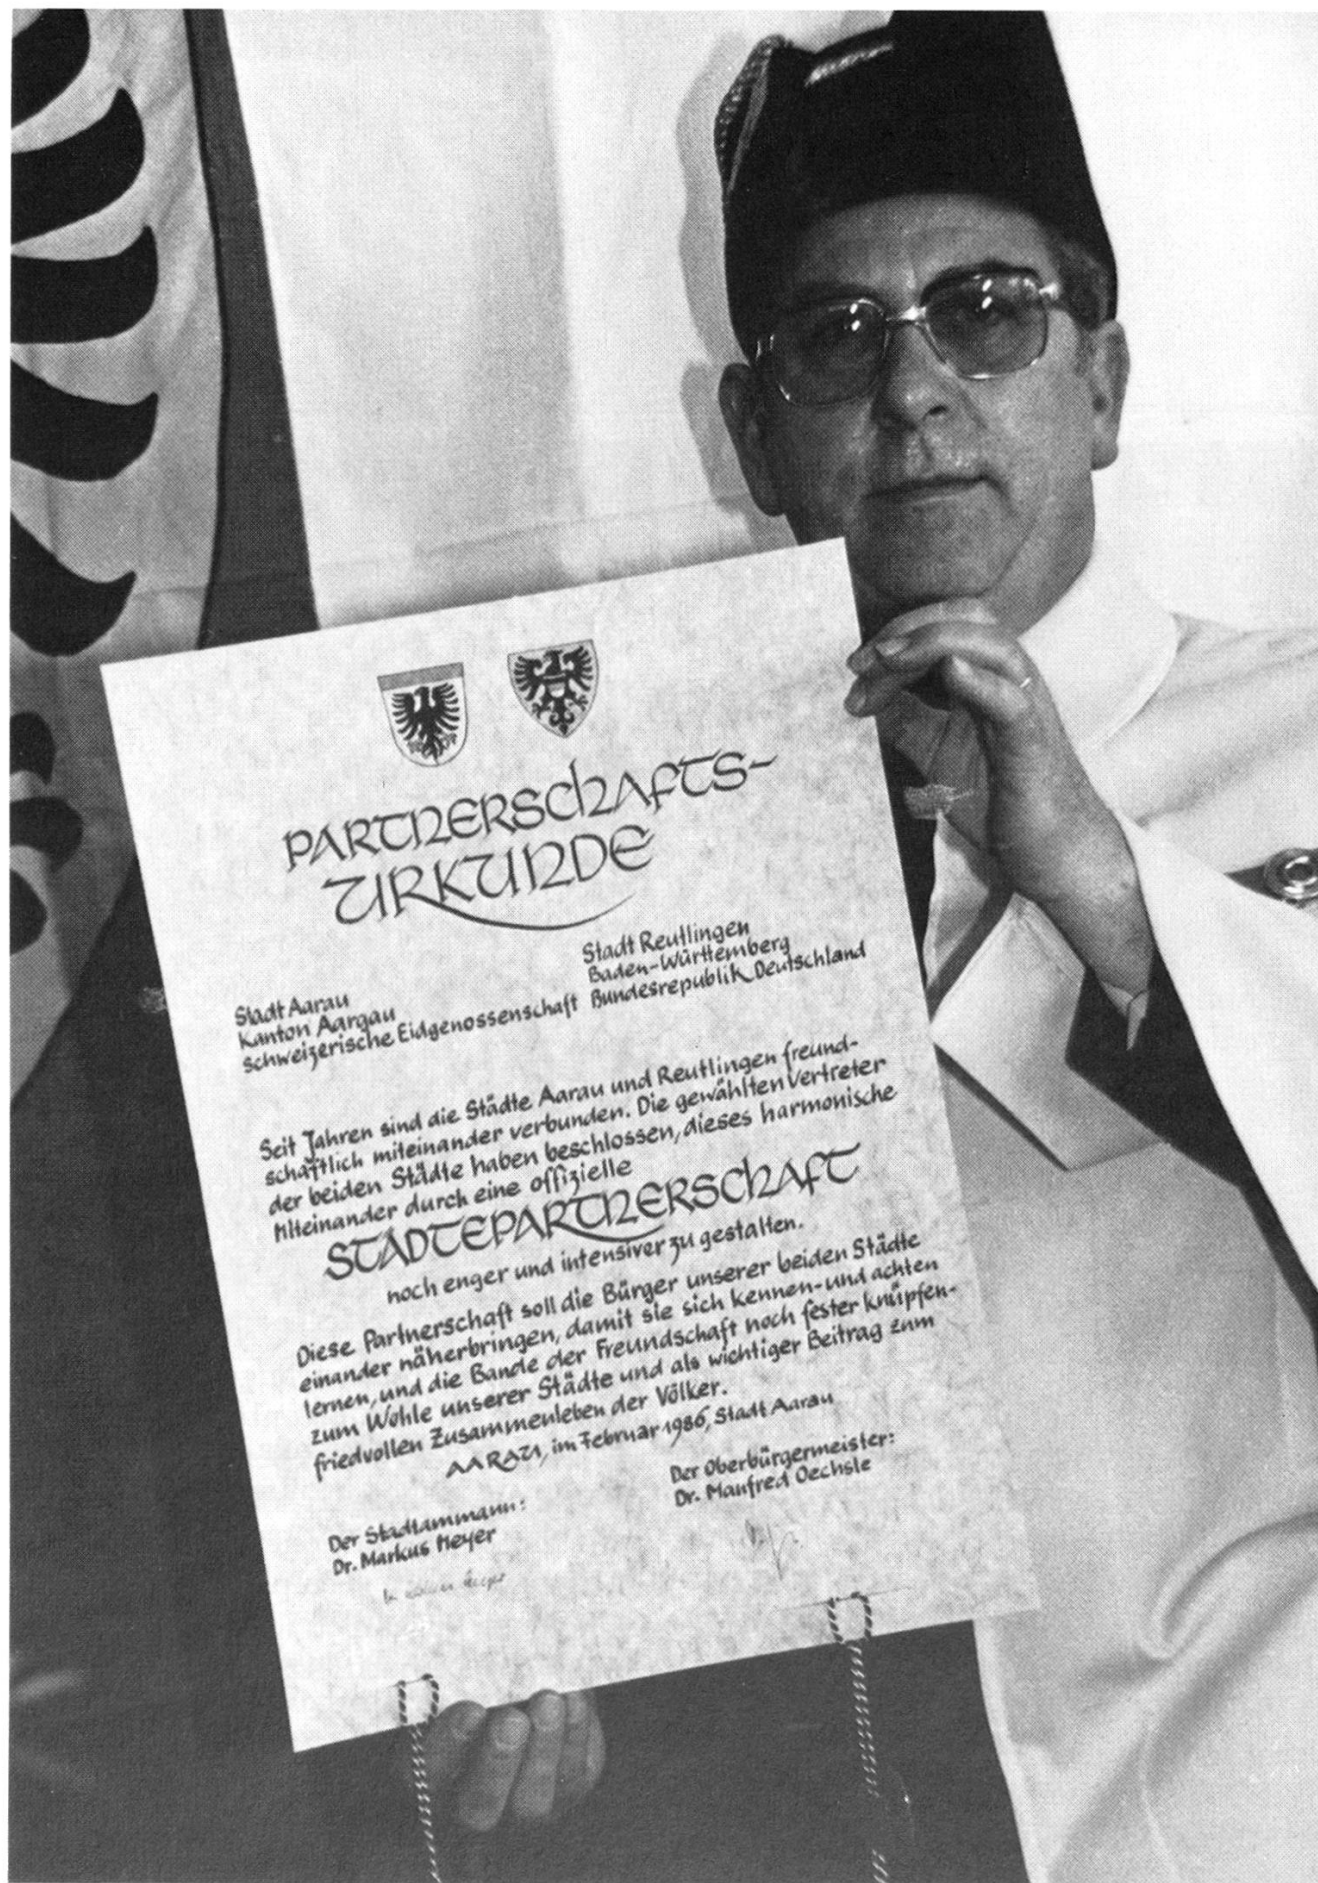 PARTNERSCHAFTS-
URKUNDE
Stadt Aarau
Kanton Aargau
Schweizerische Eidgenossenschaft
Stadt Reutlingen
Baden-Württemberg
Bundesrepublik Deutschland
Seit Jahren sind die Städte Aarau und Reutlingen freund-
schaftlich miteinander verbunden. Die gewählten Vertreter
der beiden Städte haben beschlossen, dieses harmonische
Miteinander durch eine offizielle
STÄDTEPARTNERSCHAFT
noch enger und intensiver zu gestalten.
Diese Partnerschaft soll die Bürger unserer beiden Städte
einander näherbringen, damit sie sich kennen- und achten
lernen, und die Bande der Freundschaft noch fester knüpfen-
zum Wohle unserer Städte und als wichtiger Beitrag zum
friedvollen Zusammenleben der Völker.
AARAU, im Februar 1986, Stadt Aarau
Der Stadtammann:
Dr. Markus Meyer
Der Oberbürgermeister:
Dr. Manfred Oechsle